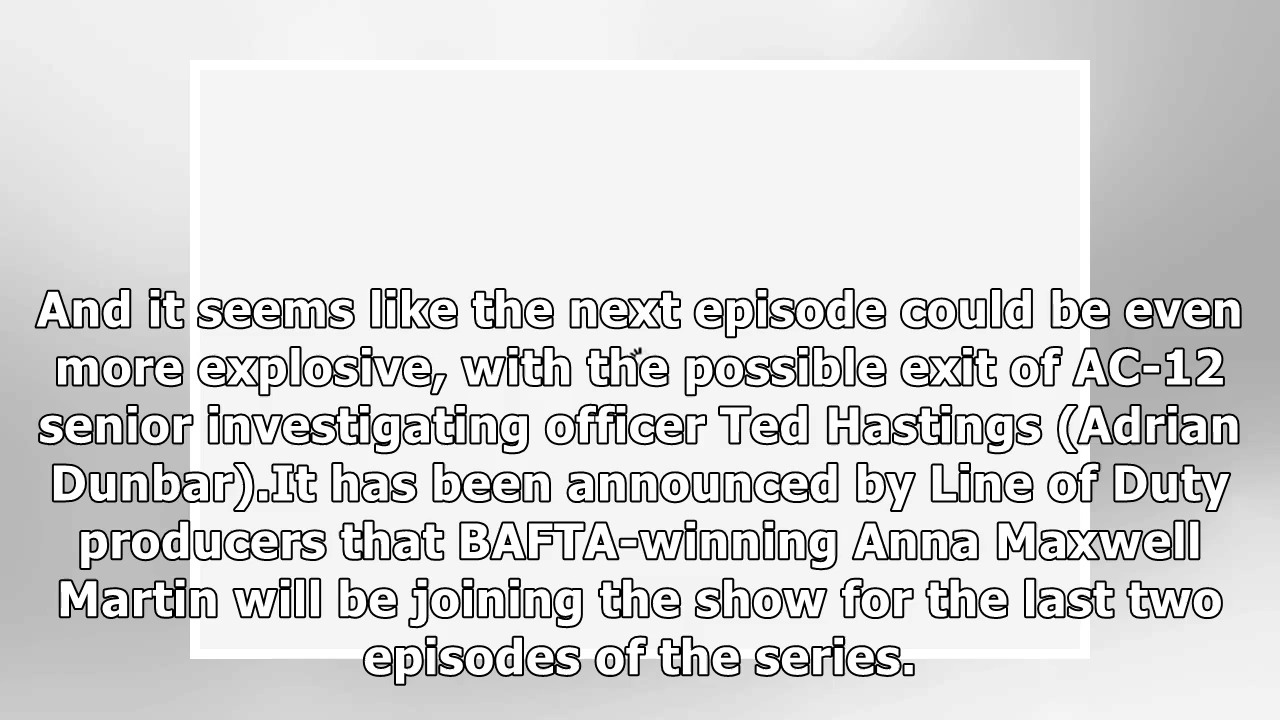 And it seems like the next episode could be even
more explosive, with the possible exit of AC-12
senior investigating officer Ted Hastings (Adrian
Dunbar).It has been announced by Line of Duty
producers that BAFTA-winning Anna Maxwell
Martin will be joining the show for the last two
episodes of the series.